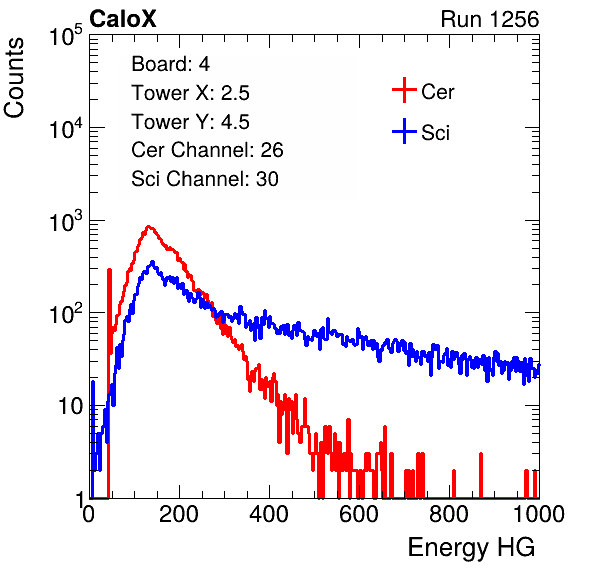 CaloX Run 1256
Counts
Board: 4
Tower X: 2.5
Tower Y: 4.5
Cer Channel: 26
Sci Channel: 30
Cer
Sci
10^5
10^4
10^3
10^2
10
1
0 200 400 600 800 1000
Energy HG